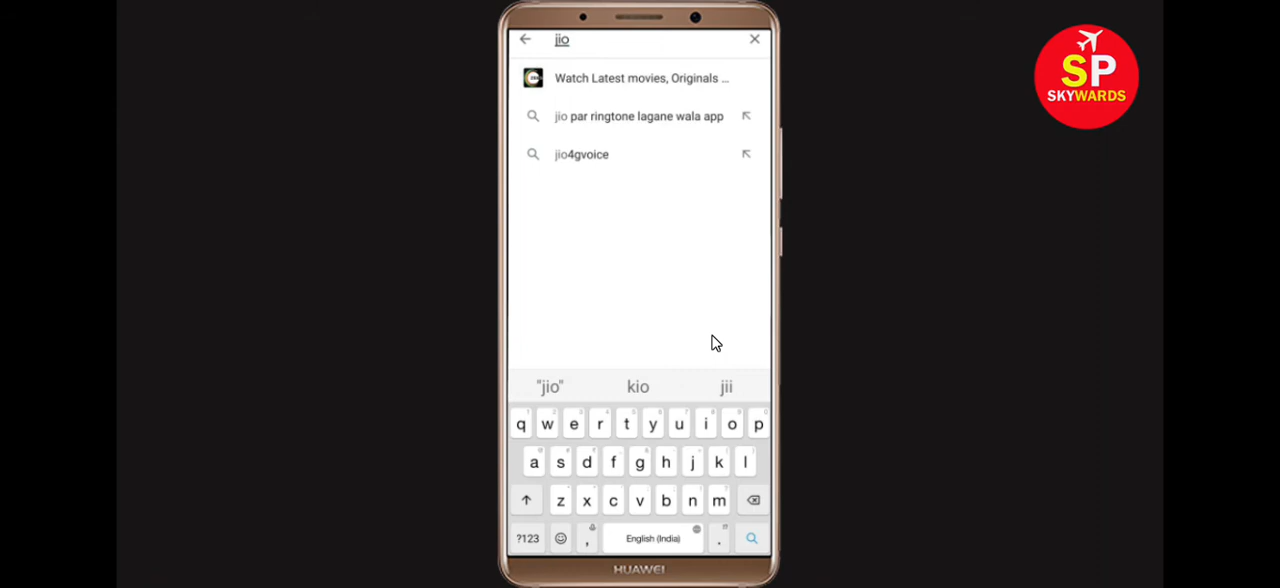 jio
Watch Latest movies, Originals ...
jio par ringtone lagane wala app
jio4gvoice
"jio" kio jii
q w e r t y u i o p
a s d f g h j k l
z x c v b n m
?123 , English (India) .
HUAWEI
SP
SKYWARDS